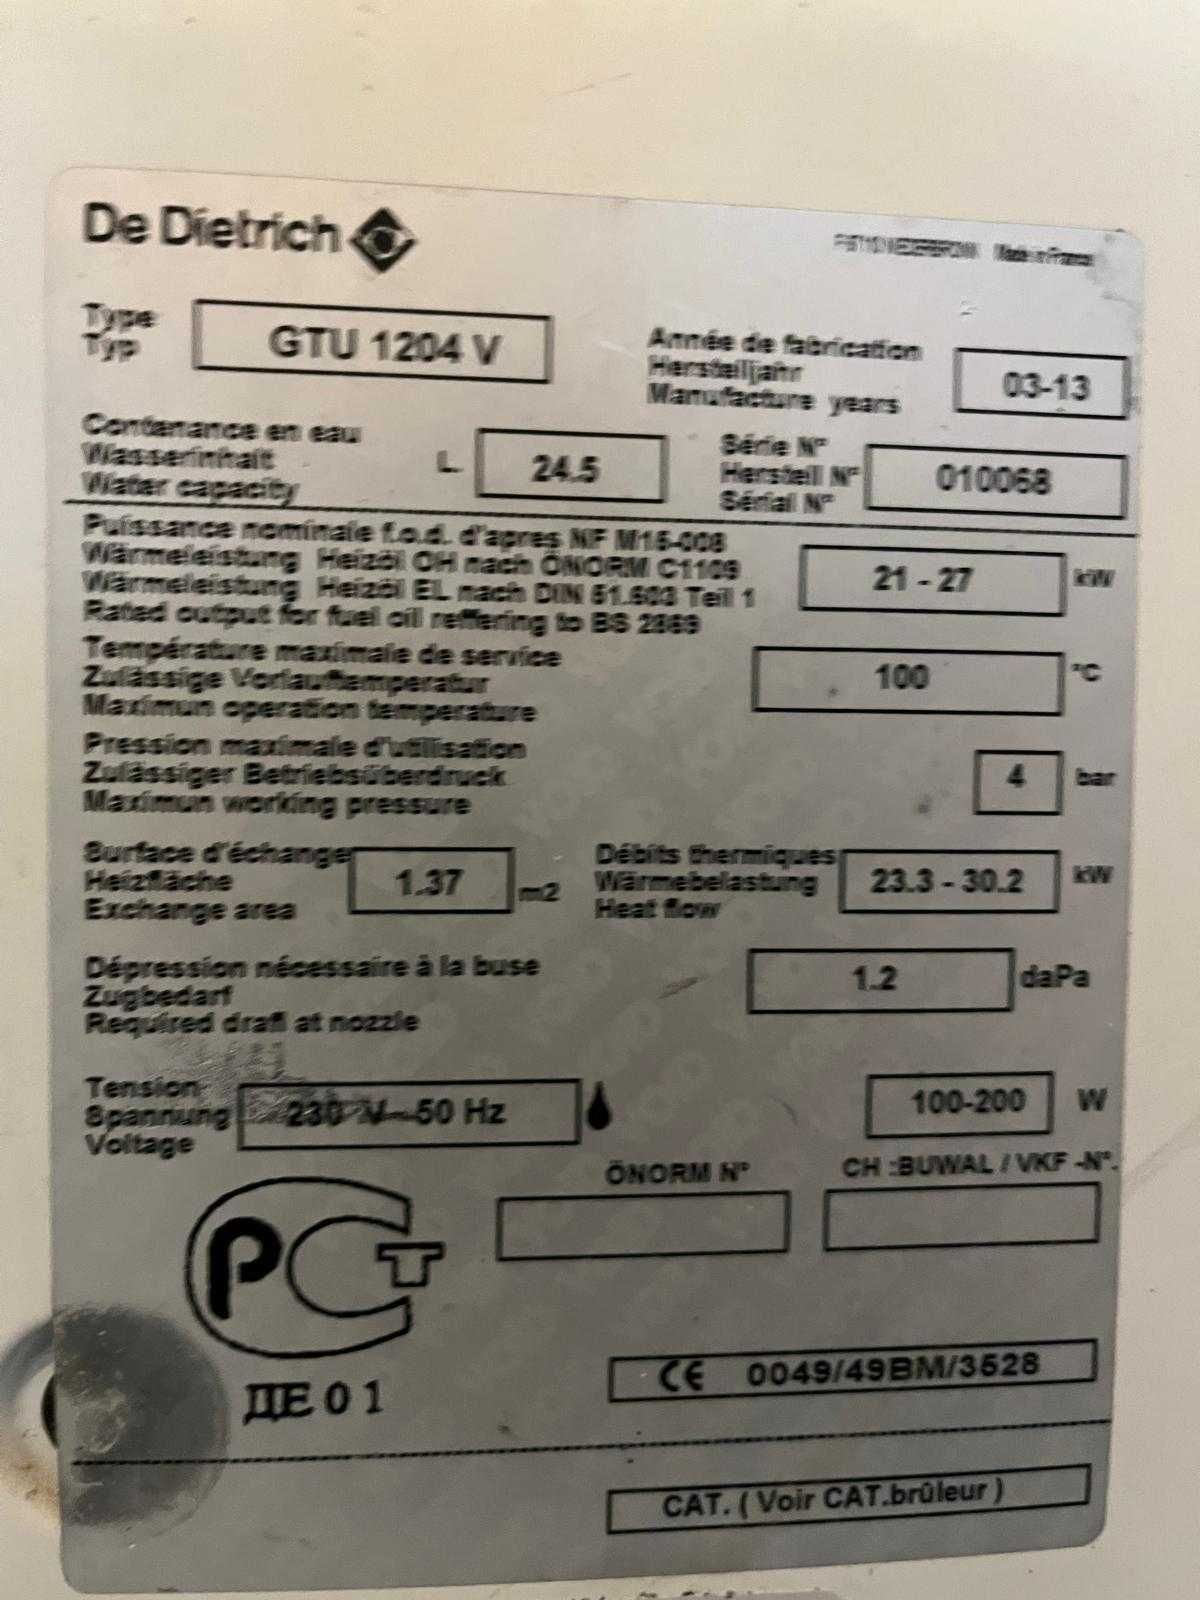 De Dietrich
Made in France
Type
Typ
GTU 1204 V
Année de fabrication
Herstelljahr
Manufacture years
03-13
Contenance en eau
Wasserinhalt
Water capacity
L
24.5
Série N°
Herstell N°
Sérial N°
010068
Puissance nominale f.o.d. d'apres NF M15-008
Wärmeleistung Heizöl OH nach ÖNORM C1109
Wärmeleistung Heizöl EL nach DIN 51.603 Teil 1
Rated output for fuel oil reffering to BS 2869
21 - 27 kW
Température maximale de service
Zulässige Vorlauftemperatur
Maximun operation temperature
100 °C
Pression maximale d'utilisation
Zulässiger Betriebsüberdruck
Maximun working pressure
4 bar
Surface d'échange
Heizfläche
Exchange area
1.37 m2
Débits thermiques
Wärmebelastung
Heat flow
23.3 - 30.2 kW
Dépression nécessaire à la buse
Zugbedarf
Required drafl at nozzle
1.2 daPa
Tension
Spannung
Voltage
230 V 50 Hz
100-200 W
ÖNORM N°
CH :BUWAL / VKF -N°.
РСТ
ДЕ 0 1
CE 0049/49BM/3528
CAT. ( Voir CAT.brûleur )